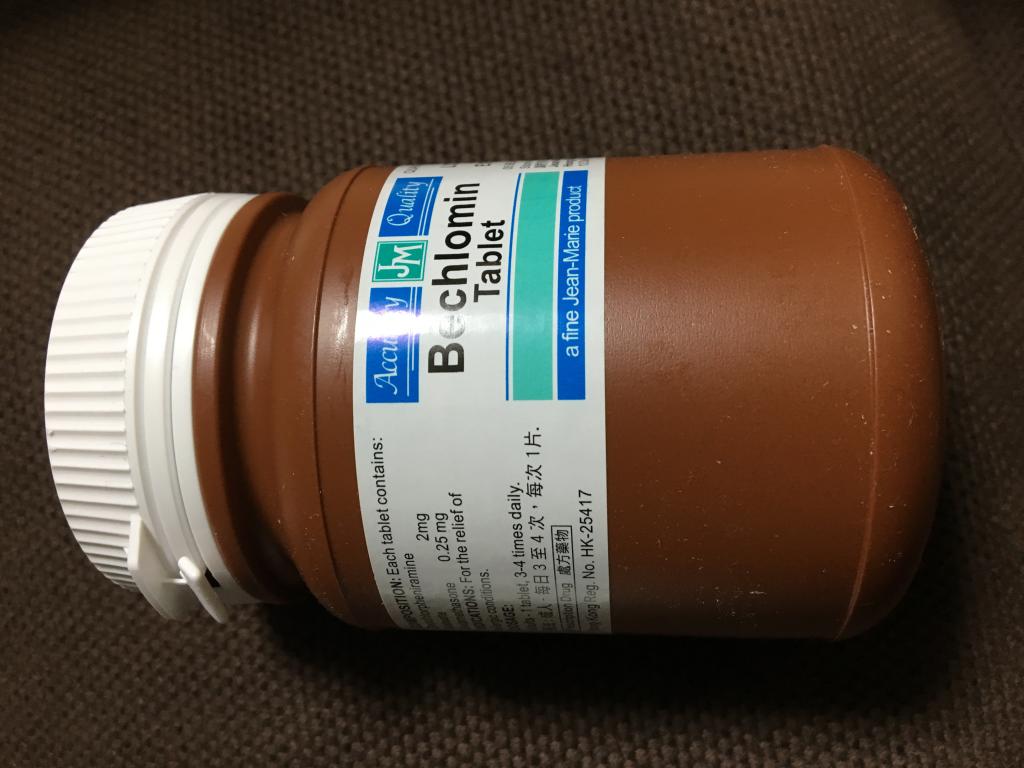 JM Quality
Bechlomin
Tablet
a fine Jean-Marie product
Each tablet contains:
2mg
0.25 mg
For the relief of
conditions.
1 tablet, 3-4 times daily.
每日 3 至 4 次，每次 1 片.
Drug 處方藥物
Reg. No. HK-25417